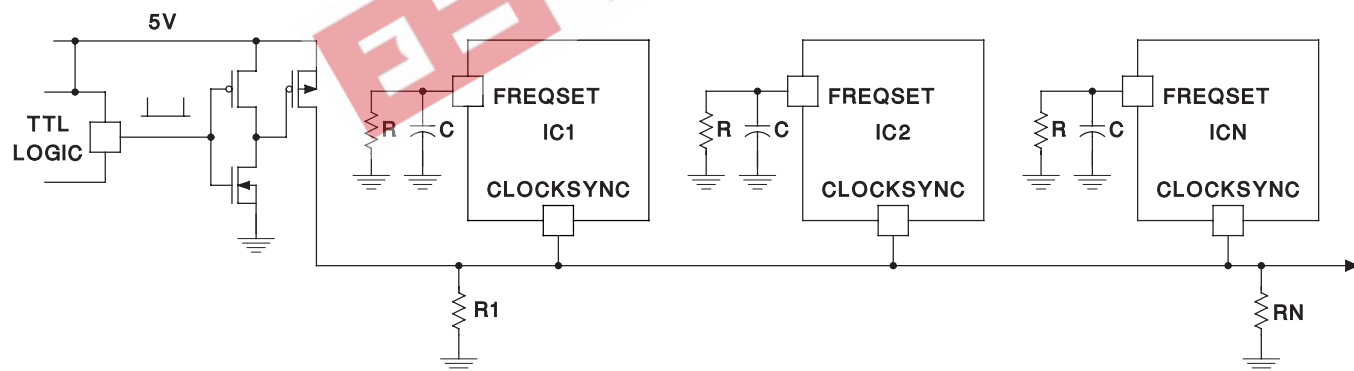 5V
TTL
LOGIC
R
C
FREQSET
IC1
CLOCKSYNC
R
C
FREQSET
IC2
CLOCKSYNC
R
C
FREQSET
ICN
CLOCKSYNC
R1
RN